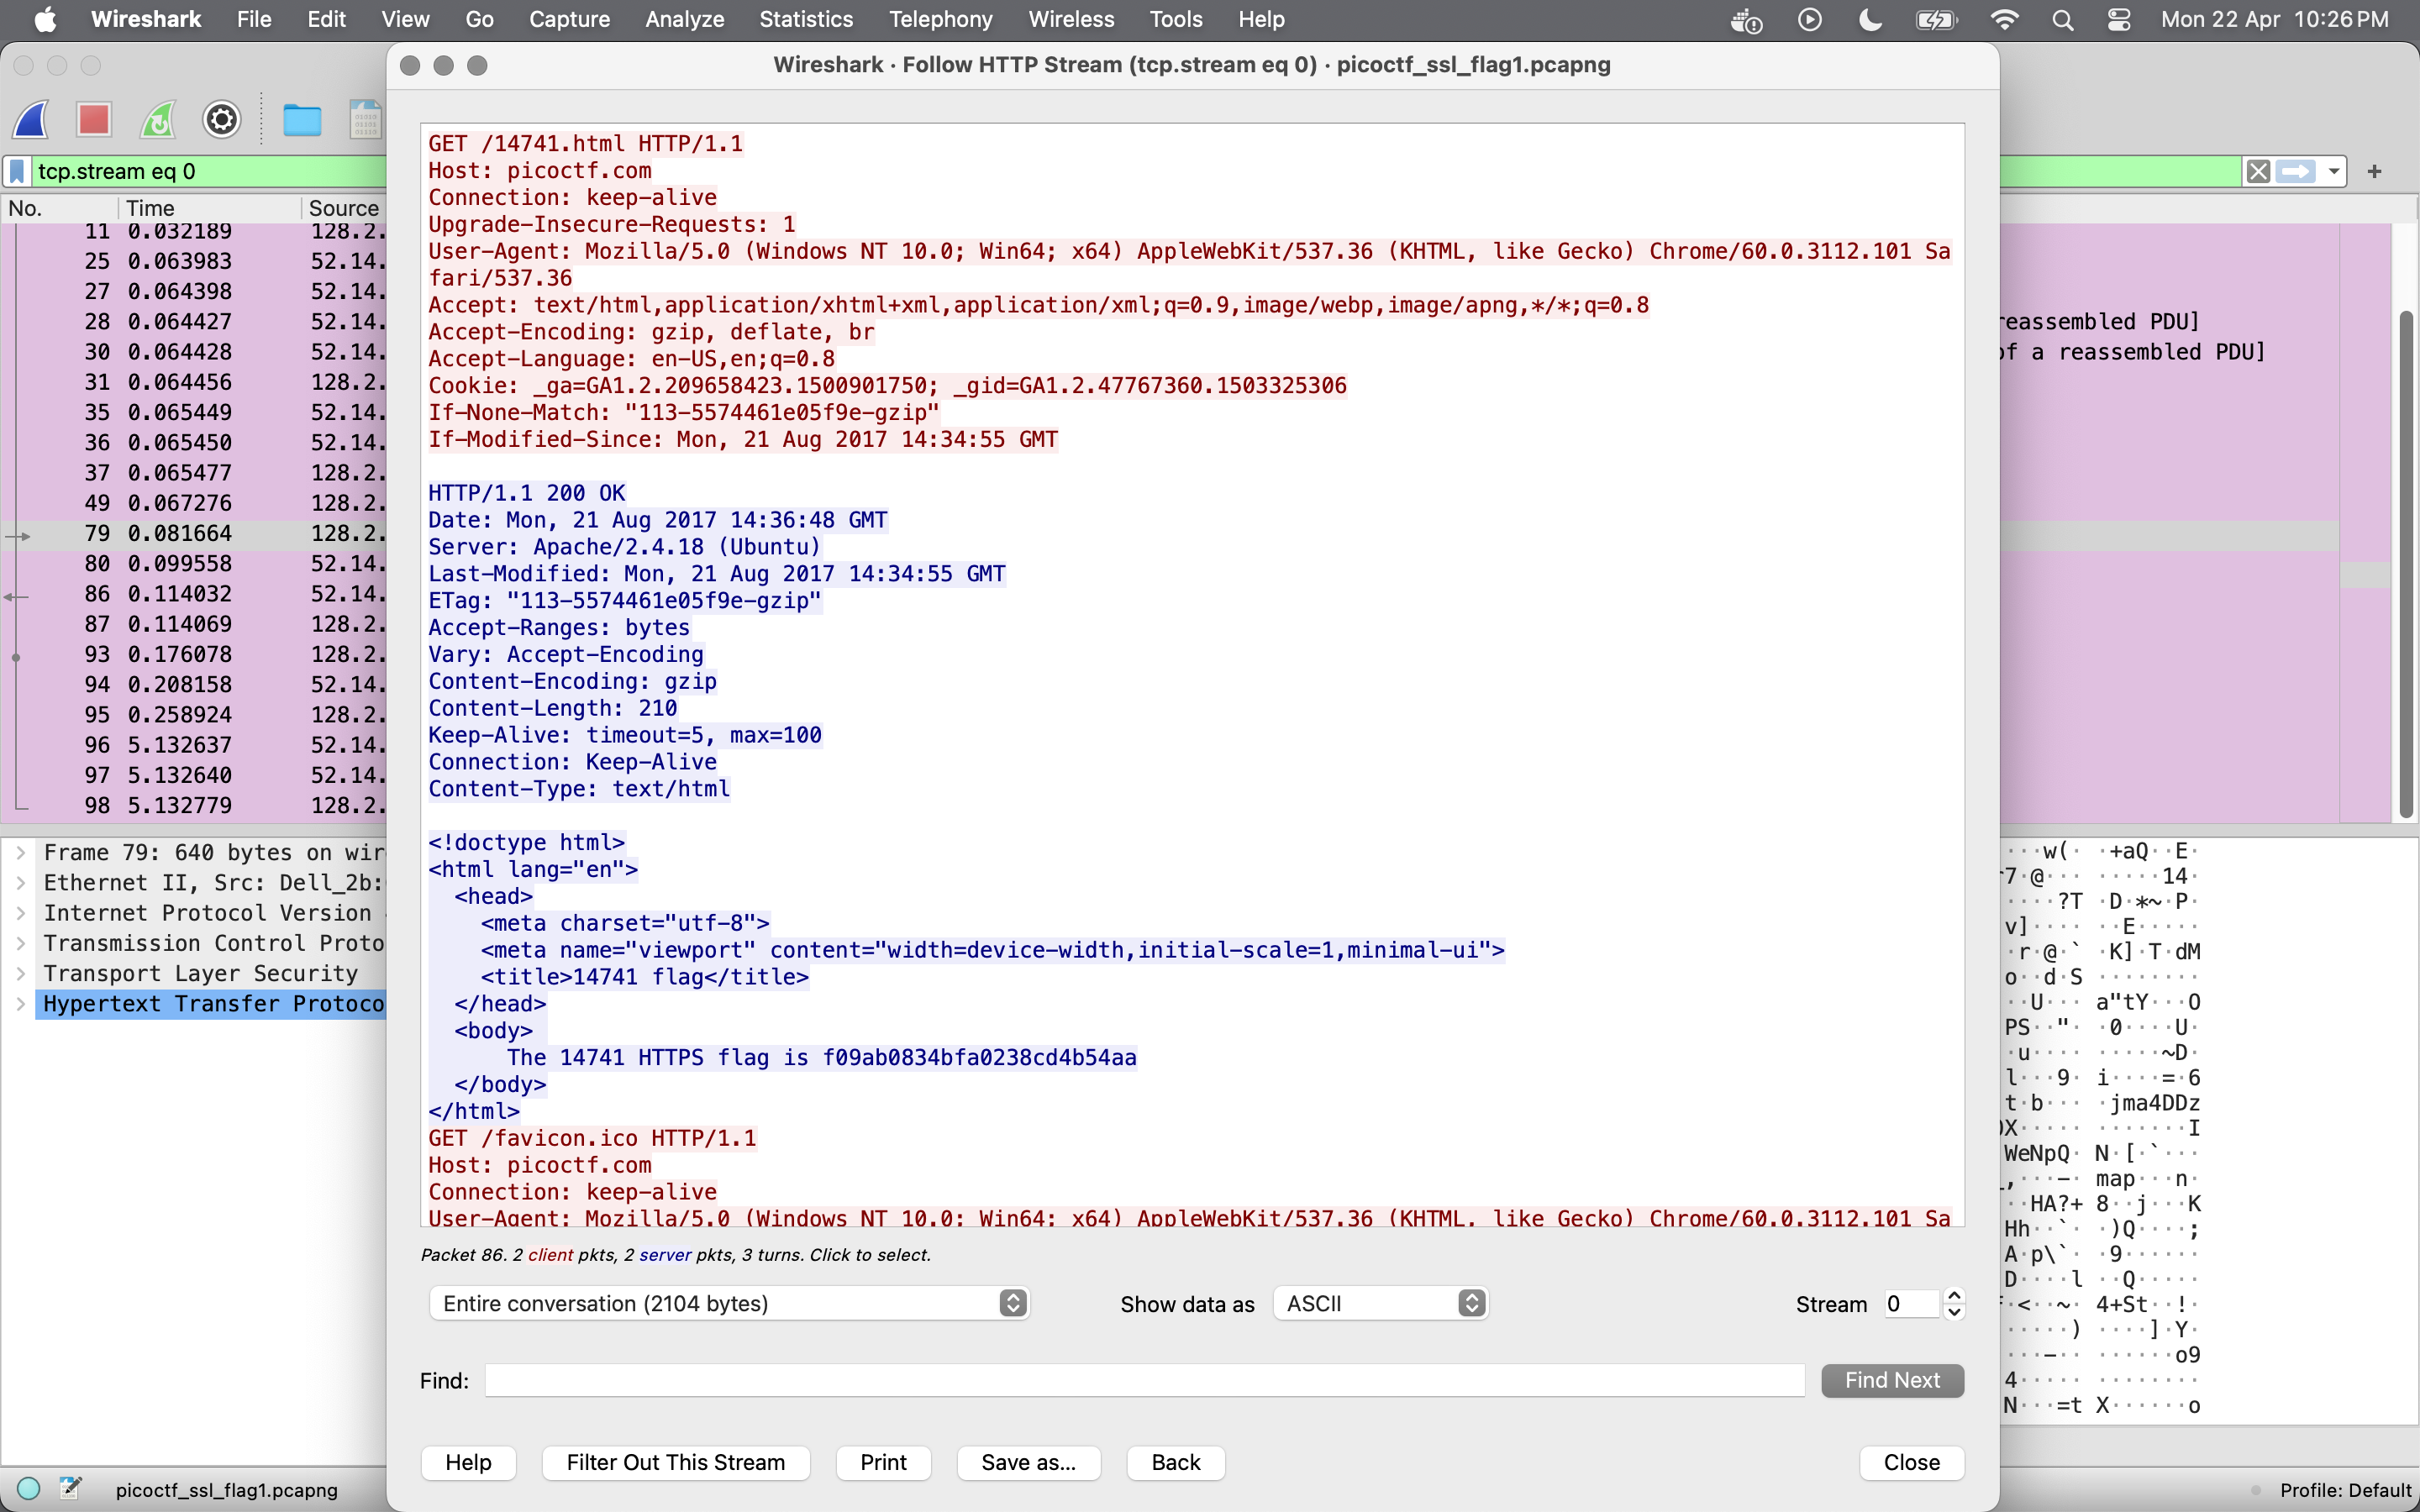 Wireshark File Edit View Go Capture Analyze Statistics Telephony Wireless Tools Help Mon 22 Apr 10:26 PM
Wireshark · Follow HTTP Stream (tcp.stream eq 0) · picoctf_ssl_flag1.pcapng
tcp.stream eq 0
No. Time Source
11 0.032189 128.2.
25 0.063983 52.14.
27 0.064398 52.14.
28 0.064427 52.14.
30 0.064428 52.14.
31 0.064456 128.2.
35 0.065449 52.14.
36 0.065450 52.14.
37 0.065477 128.2.
49 0.067276 128.2.
79 0.081664 128.2.
80 0.099558 52.14.
86 0.114032 52.14.
87 0.114069 128.2.
93 0.176078 128.2.
94 0.208158 52.14.
95 0.258924 128.2.
96 5.132637 52.14.
97 5.132640 52.14.
98 5.132779 128.2.
reassembled PDU]
of a reassembled PDU]
Frame 79: 640 bytes on wir
Ethernet II, Src: Dell_2b:
Internet Protocol Version
Transmission Control Proto
Transport Layer Security
Hypertext Transfer Protoco
GET /14741.html HTTP/1.1
Host: picoctf.com
Connection: keep-alive
Upgrade-Insecure-Requests: 1
User-Agent: Mozilla/5.0 (Windows NT 10.0; Win64; x64) AppleWebKit/537.36 (KHTML, like Gecko) Chrome/60.0.3112.101 Sa
fari/537.36
Accept: text/html,application/xhtml+xml,application/xml;q=0.9,image/webp,image/apng,*/*;q=0.8
Accept-Encoding: gzip, deflate, br
Accept-Language: en-US,en;q=0.8
Cookie: _ga=GA1.2.209658423.1500901750; _gid=GA1.2.47767360.1503325306
If-None-Match: "113-5574461e05f9e-gzip"
If-Modified-Since: Mon, 21 Aug 2017 14:34:55 GMT
HTTP/1.1 200 OK
Date: Mon, 21 Aug 2017 14:36:48 GMT
Server: Apache/2.4.18 (Ubuntu)
Last-Modified: Mon, 21 Aug 2017 14:34:55 GMT
ETag: "113-5574461e05f9e-gzip"
Accept-Ranges: bytes
Vary: Accept-Encoding
Content-Encoding: gzip
Content-Length: 210
Keep-Alive: timeout=5, max=100
Connection: Keep-Alive
Content-Type: text/html
<!doctype html>
<html lang="en">
<head>
<meta charset="utf-8">
<meta name="viewport" content="width=device-width,initial-scale=1,minimal-ui">
<title>14741 flag</title>
</head>
<body>
The 14741 HTTPS flag is f09ab0834bfa0238cd4b54aa
</body>
</html>
GET /favicon.ico HTTP/1.1
Host: picoctf.com
Connection: keep-alive
User-Agent: Mozilla/5.0 (Windows NT 10.0; Win64; x64) AppleWebKit/537.36 (KHTML, like Gecko) Chrome/60.0.3112.101 Sa
Packet 86. 2 client pkts, 2 server pkts, 3 turns. Click to select.
Entire conversation (2104 bytes) Show data as ASCII Stream 0
Find: Find Next
Help Filter Out This Stream Print Save as... Back Close
···w(· ·+aQ··E·
7·@··· ·····14·
····?T ·D·*~·P·
v]···· ··E·····
·r·@·` ·K]·T·dM
o··d·S ········
··U··· a"tY···O
PS··"· ·0····U·
·u···· ·····~D·
l···9· i····=·6
t·b··· ·jma4DDz
X····· ·······I
WeNpQ· N·[·`···
_,···-· map···n·
··HA?+ 8··j···K
Hh··`· ·)Q····;
A·p\`· ·9······
D····l ··Q·····
·<··~· 4+St··!·
·····) ····]·Y·
···-·· ······o9
4····· ········
N···=t X······o
picoctf_ssl_flag1.pcapng Profile: Default